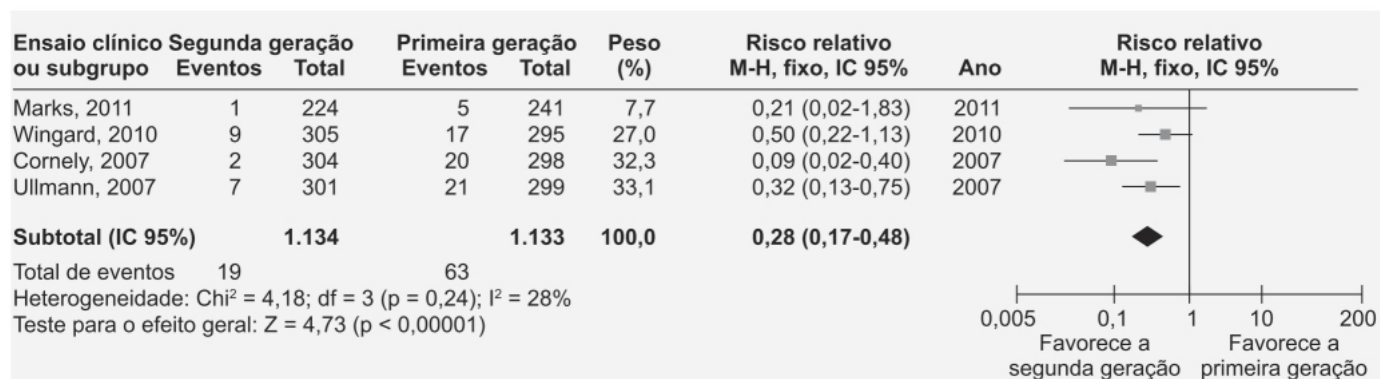 Ensaio clínico Segunda geração Primeira geração Peso Risco relativo Risco relativo
ou subgrupo Eventos Total Eventos Total (%) M-H, fixo, IC 95% Ano M-H, fixo, IC 95%
Marks, 2011 1 224 5 241 7,7 0,21 (0,02-1,83) 2011
Wingard, 2010 9 305 17 295 27,0 0,50 (0,22-1,13) 2010
Cornely, 2007 2 304 20 298 32,3 0,09 (0,02-0,40) 2007
Ullmann, 2007 7 301 21 299 33,1 0,32 (0,13-0,75) 2007
Subtotal (IC 95%) 1.134 1.133 100,0 0,28 (0,17-0,48)
Total de eventos 19 63
Heterogeneidade: Chi² = 4,18; df = 3 (p = 0,24); I² = 28%
Teste para o efeito geral: Z = 4,73 (p < 0,00001)
0,005 0,1 1 10 200
Favorece a Favorece a
segunda geração primeira geração